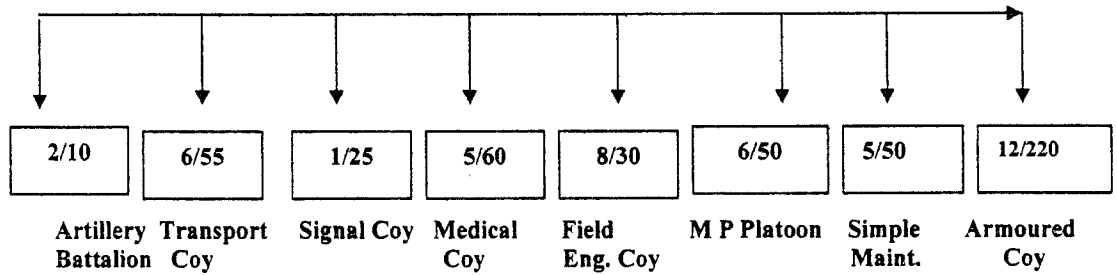 2/10 6/55 1/25 5/60 8/30 6/50 5/50 12/220
Artillery Transport Signal Coy Medical Field M P Platoon Simple Armoured
Battalion Coy Coy Eng. Coy Maint. Coy